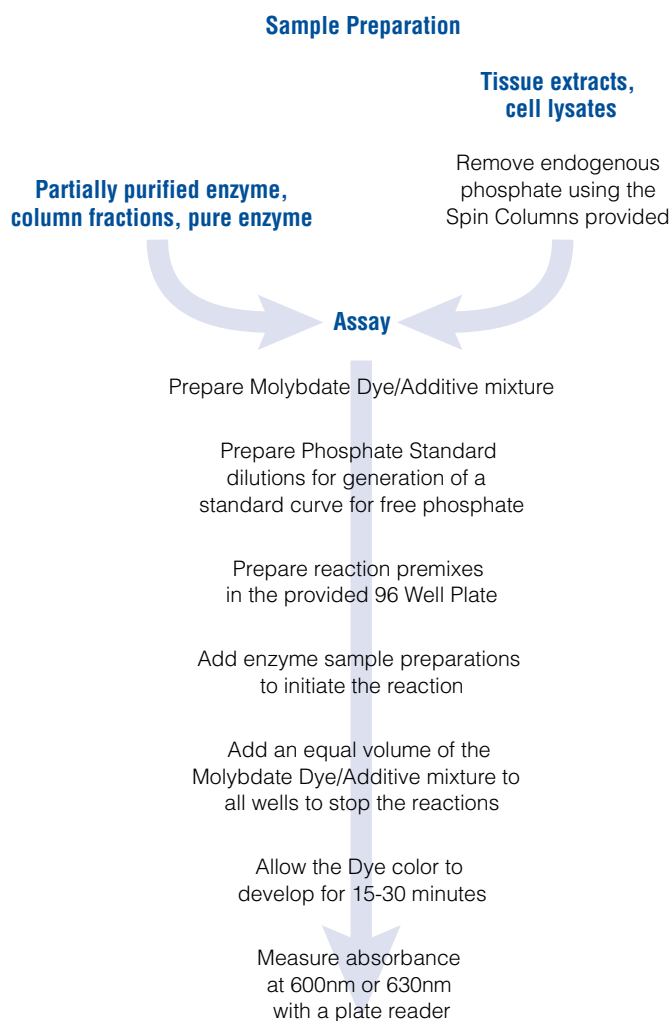 Sample Preparation
Tissue extracts,
cell lysates
Remove endogenous
phosphate using the
Spin Columns provided
Partially purified enzyme,
column fractions, pure enzyme
Assay
Prepare Molybdate Dye/Additive mixture
Prepare Phosphate Standard
dilutions for generation of a
standard curve for free phosphate
Prepare reaction premixes
in the provided 96 Well Plate
Add enzyme sample preparations
to initiate the reaction
Add an equal volume of the
Molybdate Dye/Additive mixture to
all wells to stop the reactions
Allow the Dye color to
develop for 15-30 minutes
Measure absorbance
at 600nm or 630nm
with a plate reader